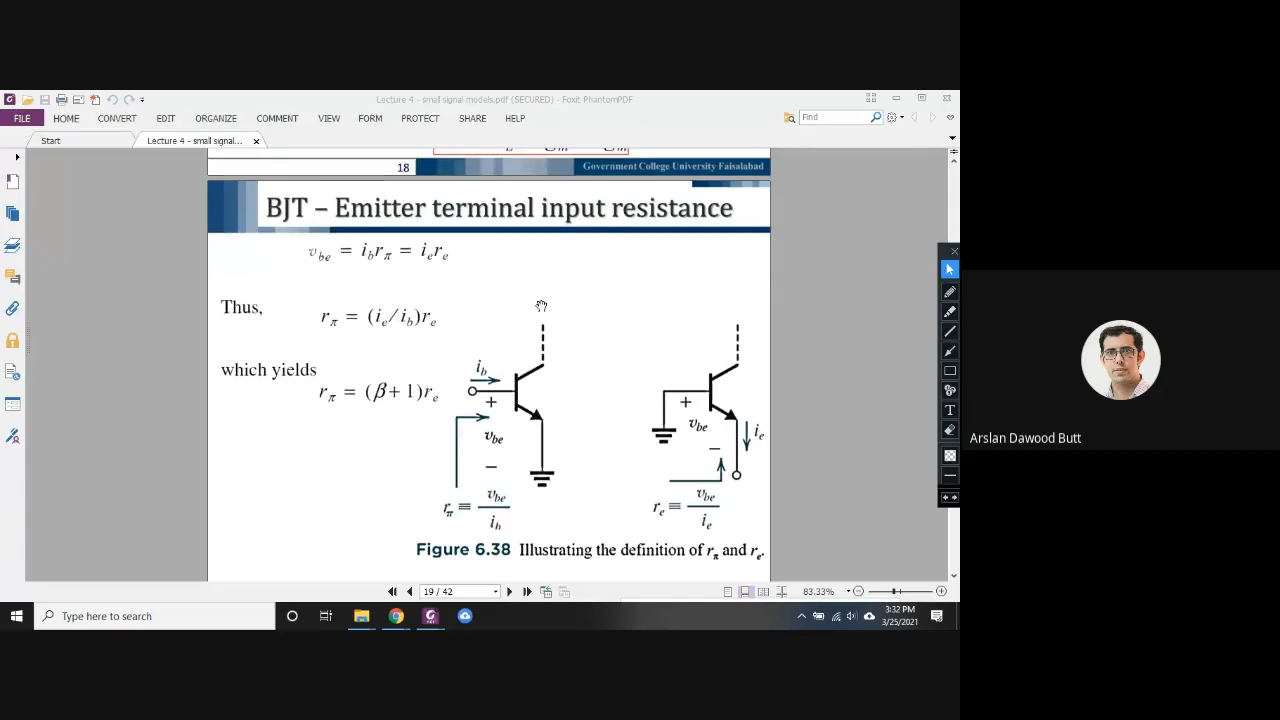 Lecture 4 - small signal models.pdf (SECURED) - Foxit PhantomPDF
FILE HOME CONVERT EDIT ORGANIZE COMMENT VIEW FORM PROTECT SHARE HELP
Find
Start
Lecture 4 - small signal...
18
Government College University Faisalabad
BJT – Emitter terminal input resistance
v_be = i_b r_π = i_e r_e
Thus,
r_π = (i_e/i_b)r_e
which yields
r_π = (β + 1)r_e
i_b
+
v_be
−
r_π ≡ v_be / i_b
+
v_be
−
i_e
r_e ≡ v_be / i_e
Figure 6.38 Illustrating the definition of r_π and r_e.
19 / 42
83.33%
Type here to search
3:32 PM
3/25/2021
Arslan Dawood Butt